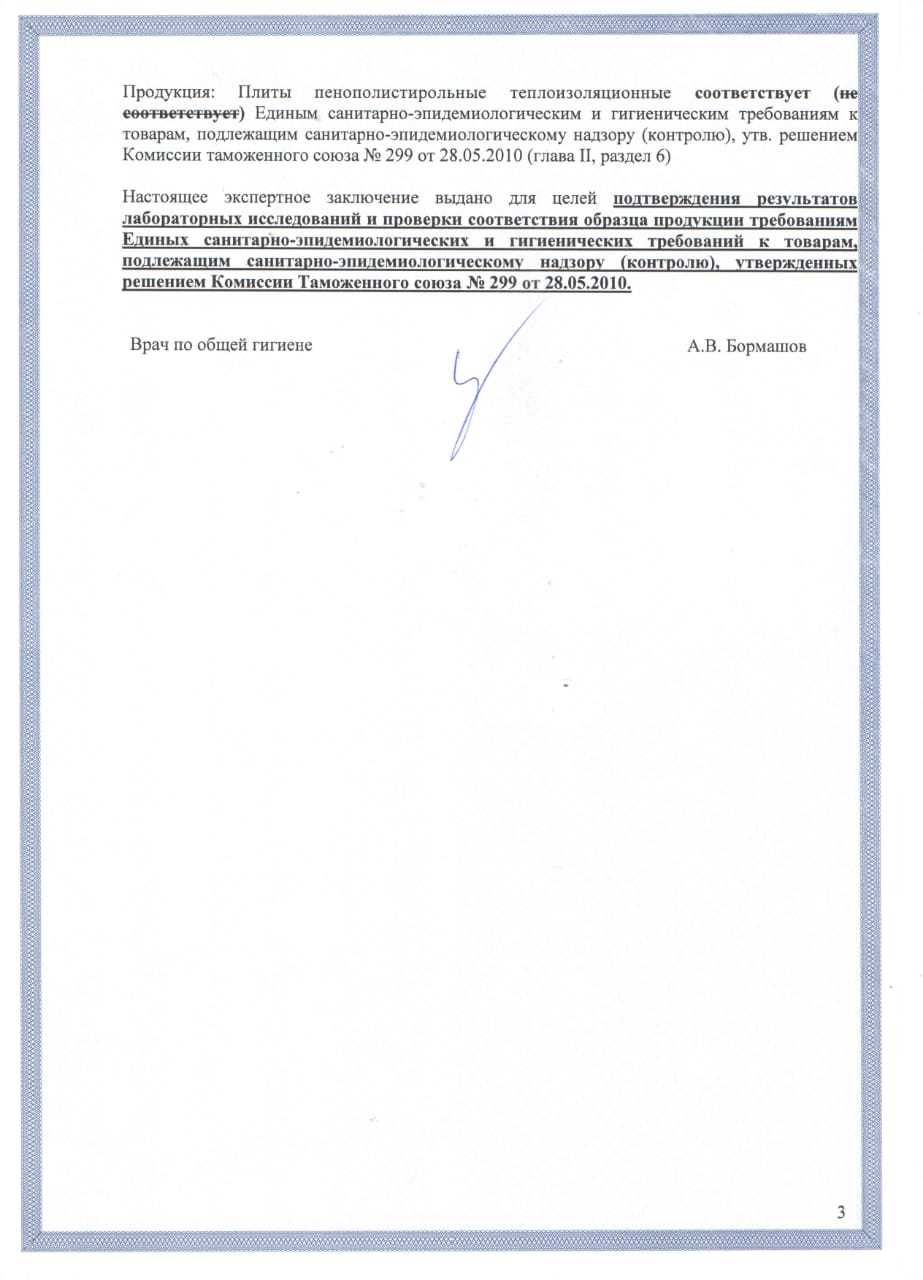 Продукция: Плиты пенополистирольные теплоизоляционные соответствует (не
соответствует) Единым санитарно-эпидемиологическим и гигиеническим требованиям к
товарам, подлежащим санитарно-эпидемиологическому надзору (контролю), утв. решением
Комиссии таможенного союза № 299 от 28.05.2010 (глава II, раздел 6)
Настоящее экспертное заключение выдано для целей подтверждения результатов
лабораторных исследований и проверки соответствия образца продукции требованиям
Единых санитарно-эпидемиологических и гигиенических требований к товарам,
подлежащим санитарно-эпидемиологическому надзору (контролю), утвержденных
решением Комиссии Таможенного союза № 299 от 28.05.2010.
Врач по общей гигиене А.В. Бормашов
3